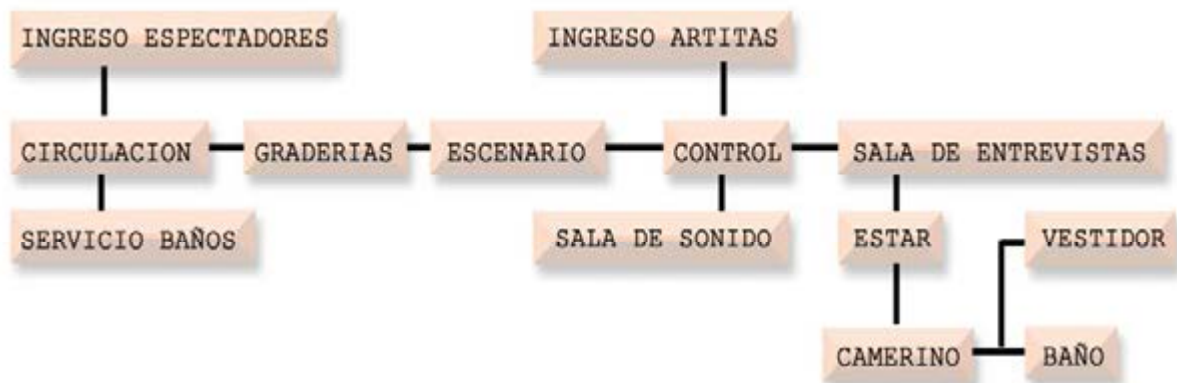 INGRESO ESPECTADORES
INGRESO ARTITAS
CIRCULACION
GRADERIAS
ESCENARIO
CONTROL
SALA DE ENTREVISTAS
SERVICIO BAÑOS
SALA DE SONIDO
ESTAR
VESTIDOR
CAMERINO
BAÑO